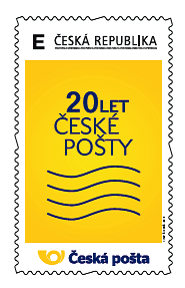 E ČESKÁ REPUBLIKA
20 LET
ČESKÉ
POŠTY
Česká pošta